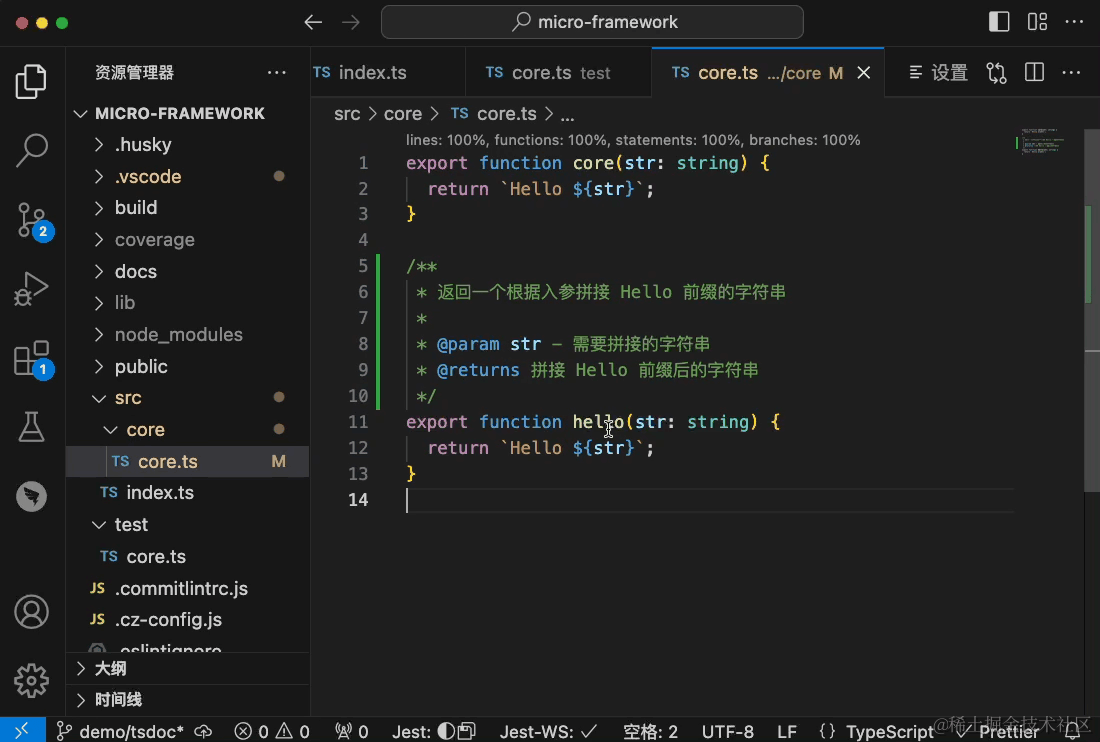 micro-framework
资源管理器
TS index.ts
TS core.ts test
TS core.ts .../core M
设置
MICRO-FRAMEWORK
.husky
.vscode
build
coverage
docs
lib
node_modules
public
src
core
TS core.ts M
TS index.ts
test
TS core.ts
JS .commitlintrc.js
JS .cz-config.js
.eslintignore
大纲
时间线
2
1
src > core > TS core.ts > ...
lines: 100%, functions: 100%, statements: 100%, branches: 100%
1 export function core(str: string) {
2 return `Hello ${str}`;
3 }
4
5 /**
6 * 返回一个根据入参拼接 Hello 前缀的字符串
7 *
8 * @param str - 需要拼接的字符串
9 * @returns 拼接 Hello 前缀后的字符串
10 */
11 export function hello(str: string) {
12 return `Hello ${str}`;
13 }
14
demo/tsdoc* 0 0 0 Jest: Jest-WS: 空格: 2 UTF-8 LF {} TypeScript Prettier
@稀土掘金技术社区